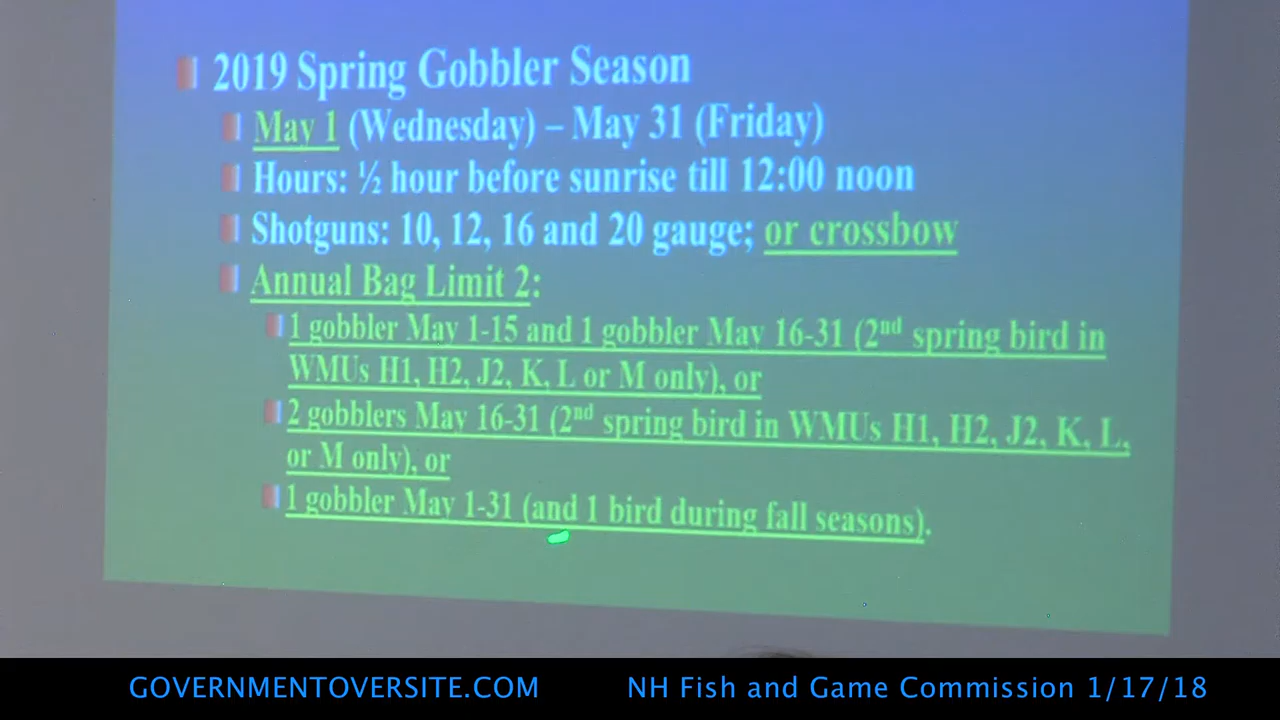 2019 Spring Gobbler Season
May 1 (Wednesday) – May 31 (Friday)
Hours: ½ hour before sunrise till 12:00 noon
Shotguns: 10, 12, 16 and 20 gauge; or crossbow
Annual Bag Limit 2:
1 gobbler May 1-15 and 1 gobbler May 16-31 (2nd spring bird in
WMUs H1, H2, J2, K, L or M only), or
2 gobblers May 16-31 (2nd spring bird in WMUs H1, H2, J2, K, L,
or M only), or
1 gobbler May 1-31 (and 1 bird during fall seasons).
GOVERNMENTOVERSITE.COM
NH Fish and Game Commission 1/17/18